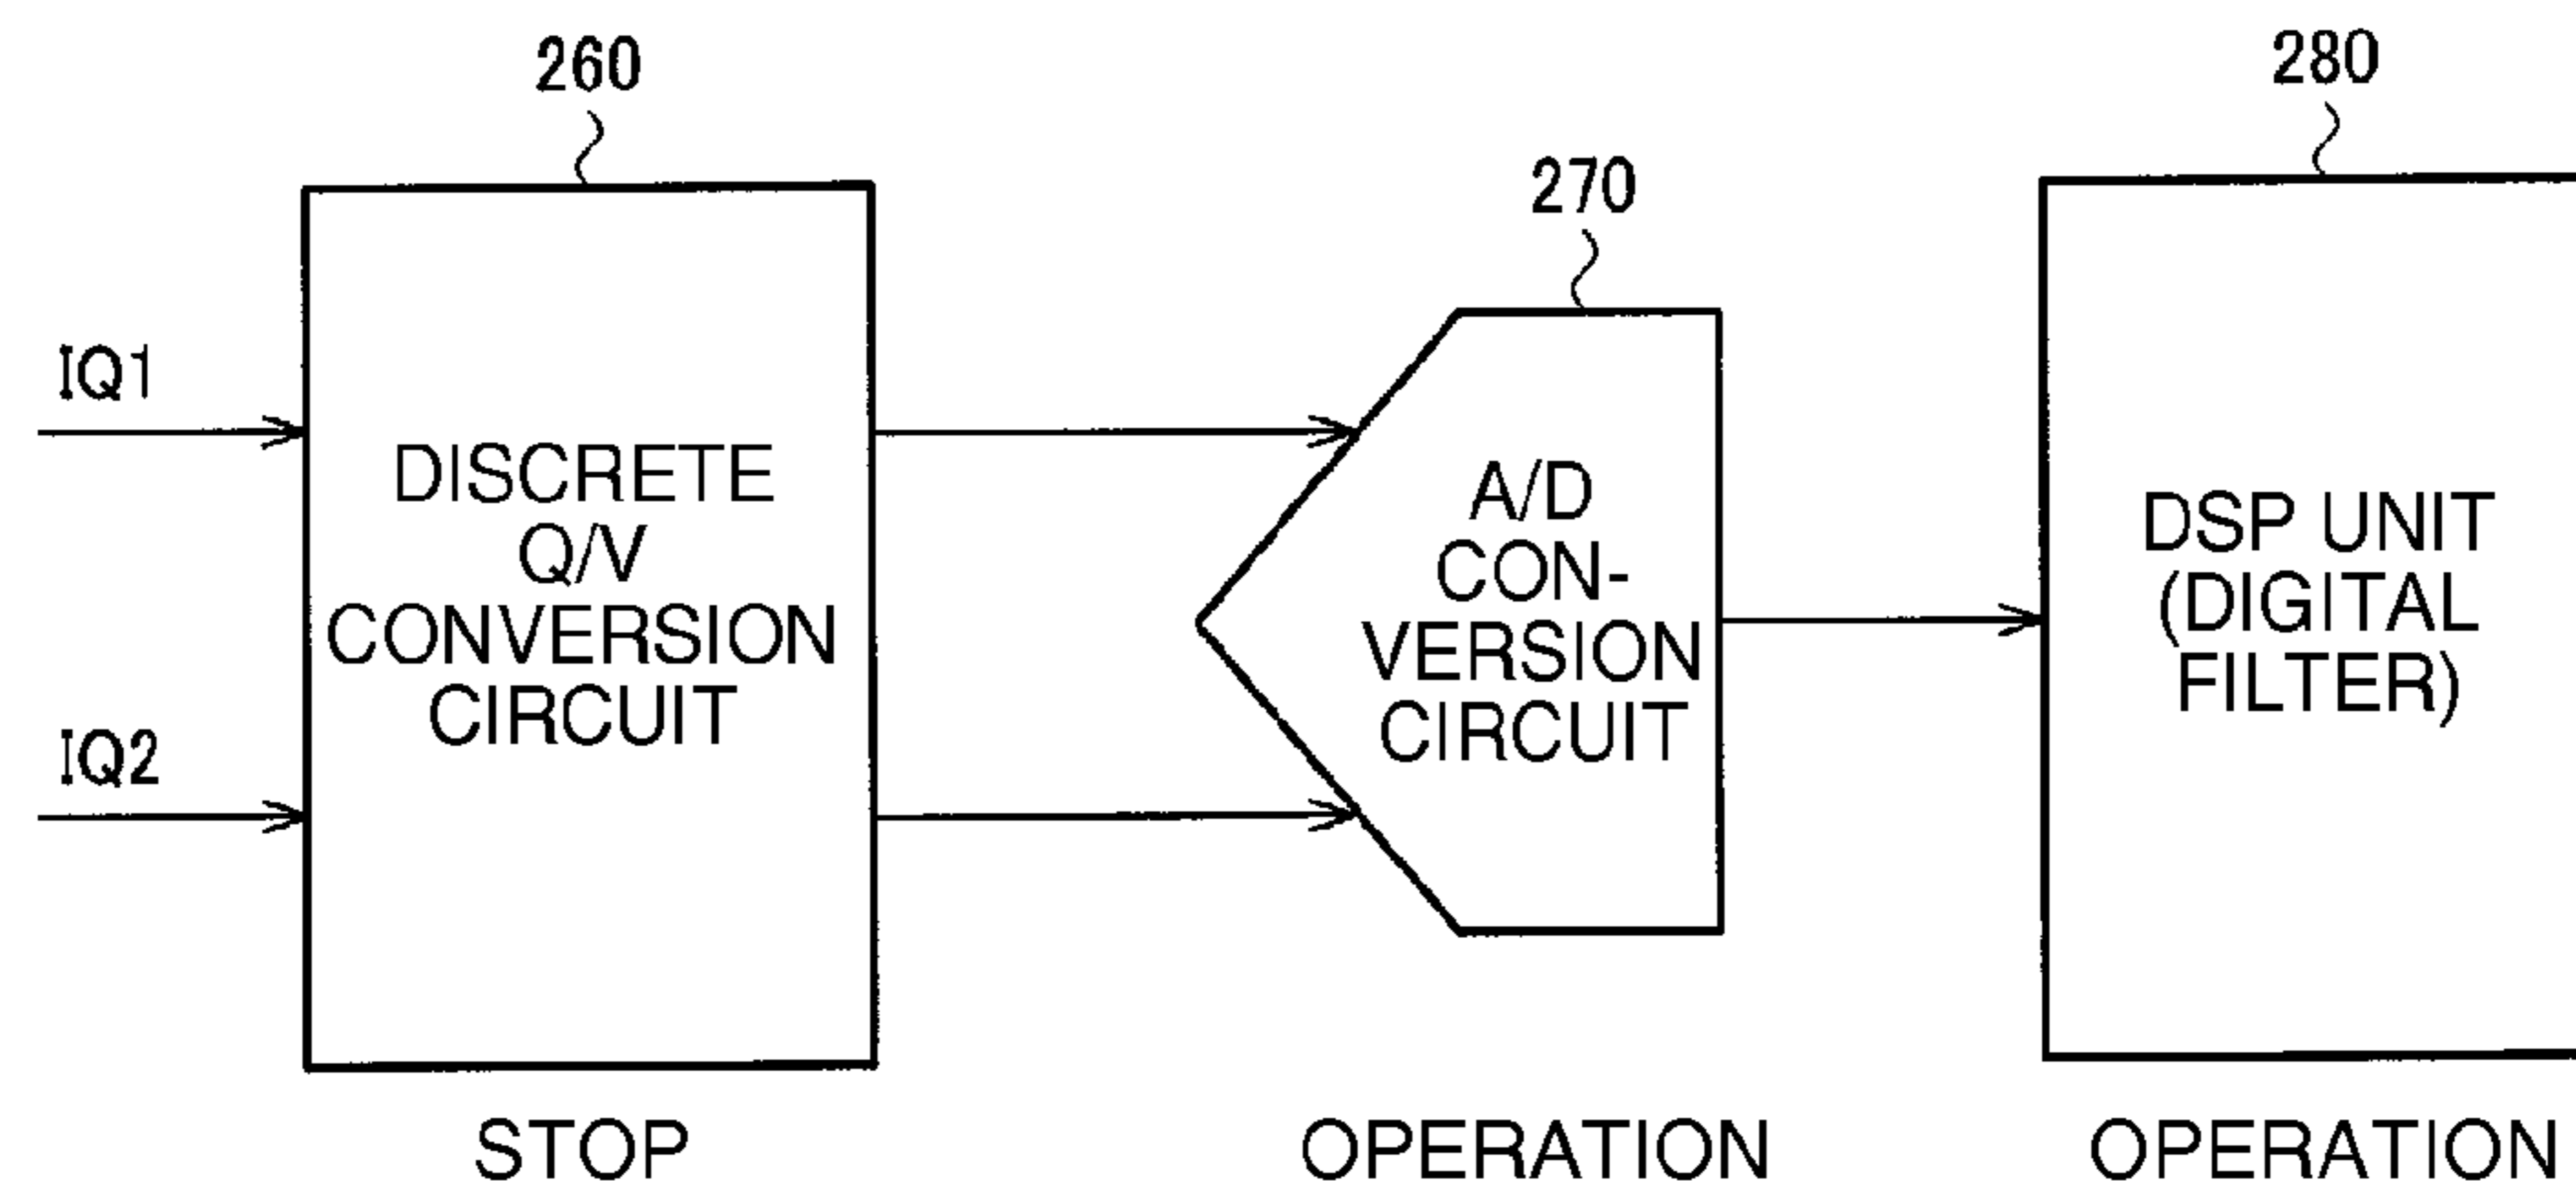 260
270
280
IQ1
IQ2
DISCRETE
Q/V
CONVERSION
CIRCUIT
A/D
CON-
VERSION
CIRCUIT
DSP UNIT
(DIGITAL
FILTER)
STOP
OPERATION
OPERATION